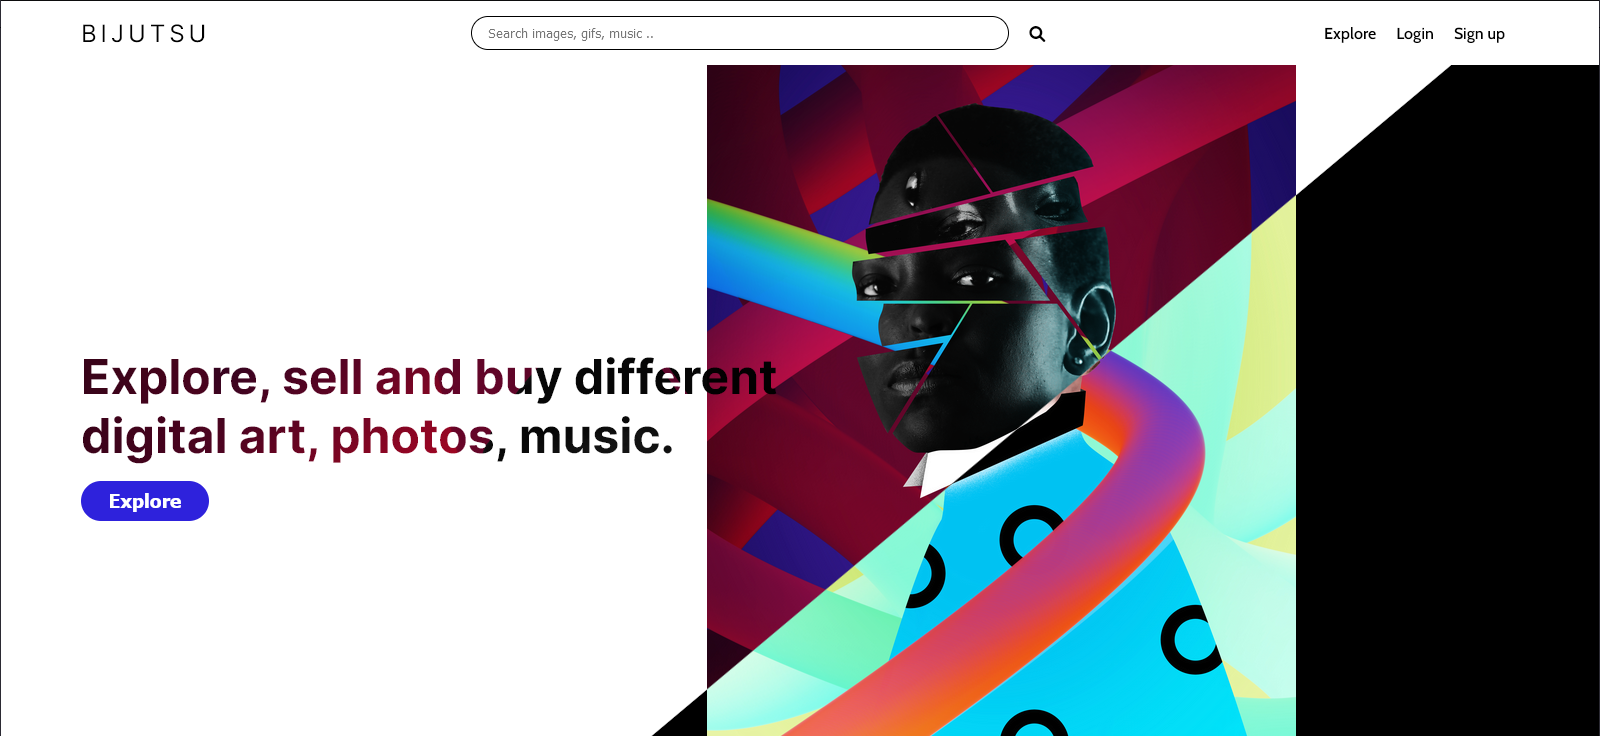 BIJUTSU
Search images, gifs, music ..
Explore
Login
Sign up
Explore, sell and buy different
digital art, photos, music.
Explore